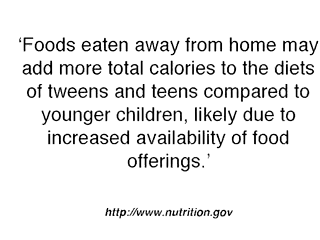 ‘Foods eaten away from home may
add more total calories to the diets
of tweens and teens compared to
younger children, likely due to
increased availability of food
offerings.’
http://www.nutrition.gov